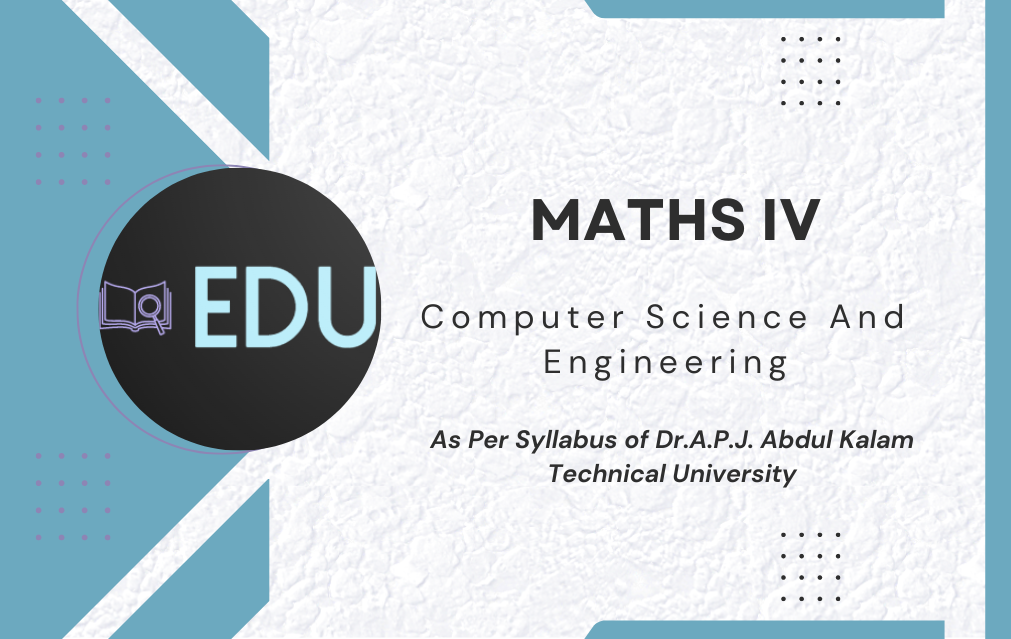 EDU
MATHS IV
Computer Science And
Engineering
As Per Syllabus of Dr.A.P.J. Abdul Kalam
Technical University